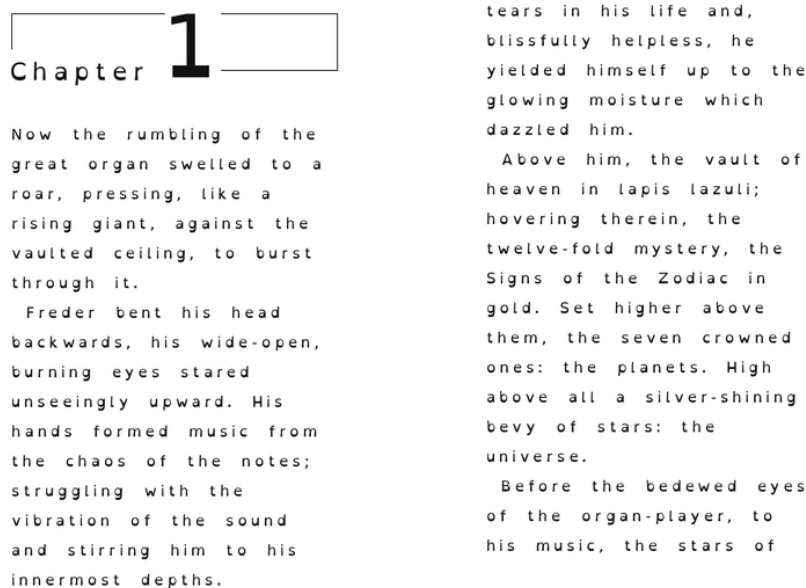 Chapter 1
Now the rumbling of the
great organ swelled to a
roar, pressing, like a
rising giant, against the
vaulted ceiling, to burst
through it.
Freder bent his head
backwards, his wide-open,
burning eyes stared
unseeingly upward. His
hands formed music from
the chaos of the notes;
struggling with the
vibration of the sound
and stirring him to his
innermost depths.
tears in his life and,
blissfully helpless, he
yielded himself up to the
glowing moisture which
dazzled him.
Above him, the vault of
heaven in lapis lazuli;
hovering therein, the
twelve-fold mystery, the
Signs of the Zodiac in
gold. Set higher above
them, the seven crowned
ones: the planets. High
above all a silver-shining
bevy of stars: the
universe.
Before the bedewed eyes
of the organ-player, to
his music, the stars of